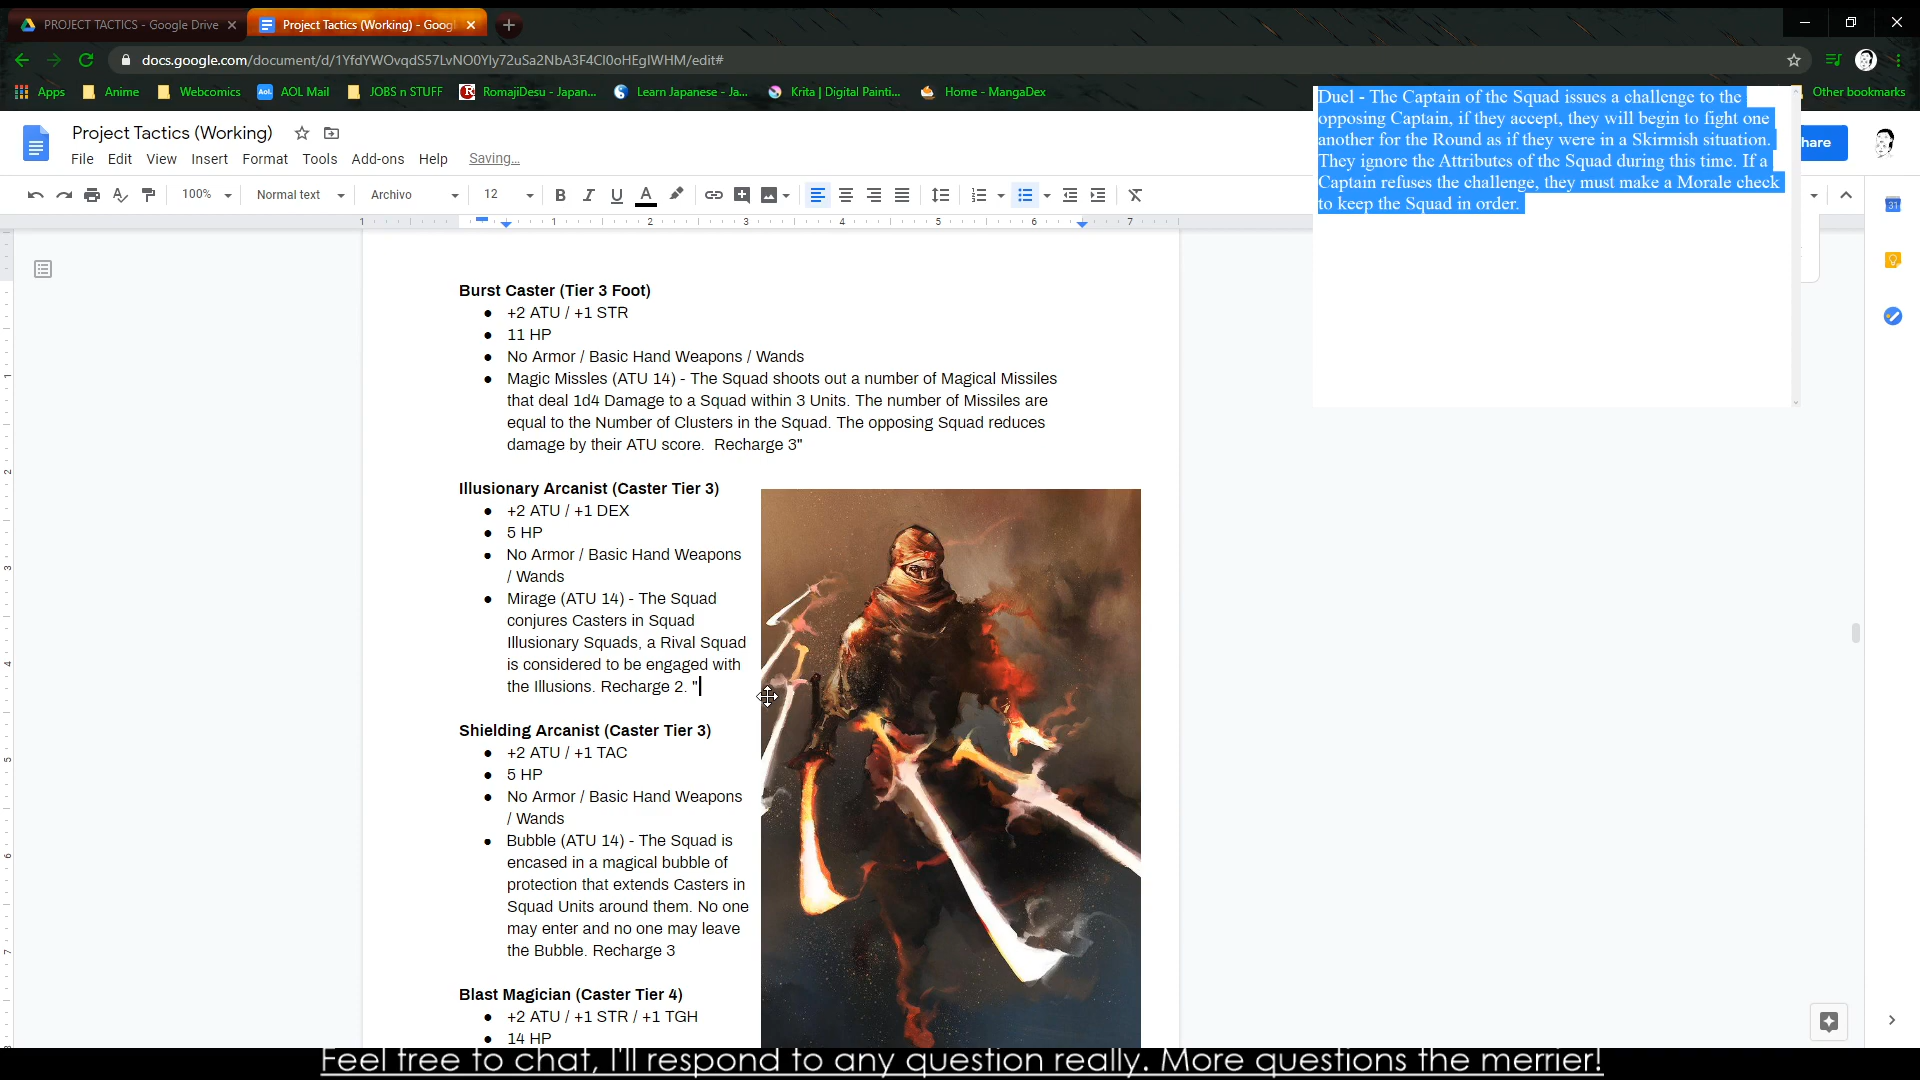 PROJECT TACTICS - Google Drive
Project Tactics (Working) - Goog
docs.google.com/document/d/1YfdYWOvqdS57LvNO0Yly72uSa2NbA3F4Cl0oHEglWHM/edit#
Apps Anime Webcomics AOL Mail JOBS n STUFF RomajiDesu - Japan... Learn Japanese - Ja... Krita | Digital Painti... Home - MangaDex Other bookmarks
Project Tactics (Working)
File Edit View Insert Format Tools Add-ons Help Saving...
hare
100% Normal text Archivo 12
Duel - The Captain of the Squad issues a challenge to the
opposing Captain, if they accept, they will begin to fight one
another for the Round as if they were in a Skirmish situation.
They ignore the Attributes of the Squad during this time. If a
Captain refuses the challenge, they must make a Morale check
to keep the Squad in order.
1 1 2 3 4 5 6 7
Burst Caster (Tier 3 Foot)
● +2 ATU / +1 STR
● 11 HP
● No Armor / Basic Hand Weapons / Wands
● Magic Missles (ATU 14) - The Squad shoots out a number of Magical Missiles
that deal 1d4 Damage to a Squad within 3 Units. The number of Missiles are
equal to the Number of Clusters in the Squad. The opposing Squad reduces
damage by their ATU score.  Recharge 3"
Illusionary Arcanist (Caster Tier 3)
● +2 ATU / +1 DEX
● 5 HP
● No Armor / Basic Hand Weapons
/ Wands
● Mirage (ATU 14) - The Squad
conjures Casters in Squad
Illusionary Squads, a Rival Squad
is considered to be engaged with
the Illusions. Recharge 2. "
Shielding Arcanist (Caster Tier 3)
● +2 ATU / +1 TAC
● 5 HP
● No Armor / Basic Hand Weapons
/ Wands
● Bubble (ATU 14) - The Squad is
encased in a magical bubble of
protection that extends Casters in
Squad Units around them. No one
may enter and no one may leave
the Bubble. Recharge 3
Blast Magician (Caster Tier 4)
● +2 ATU / +1 STR / +1 TGH
● 14 HP
Feel free to chat, I'll respond to any question really. More questions the merrier!